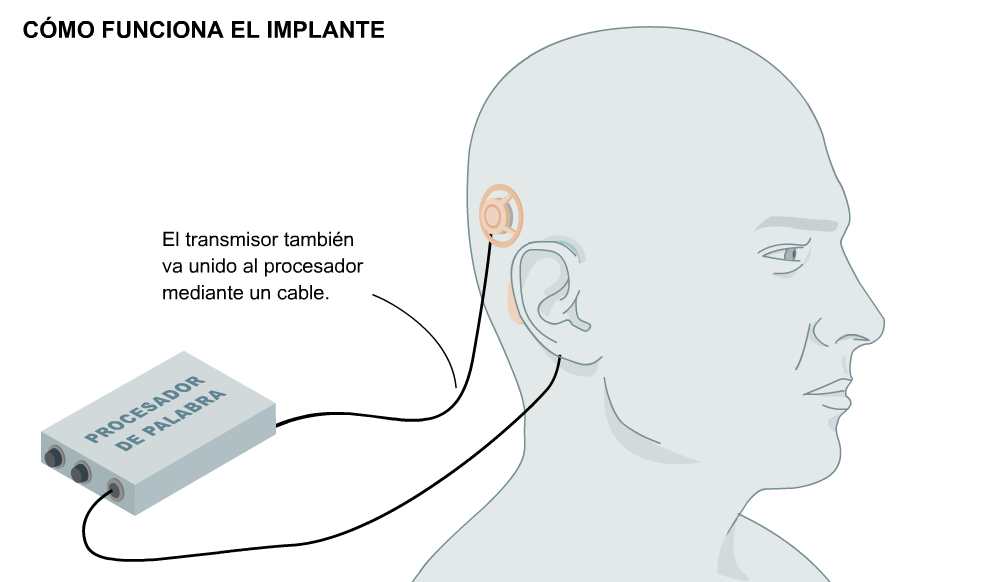 CÓMO FUNCIONA EL IMPLANTE
El transmisor también
va unido al procesador
mediante un cable.
PROCESADOR
DE PALABRA